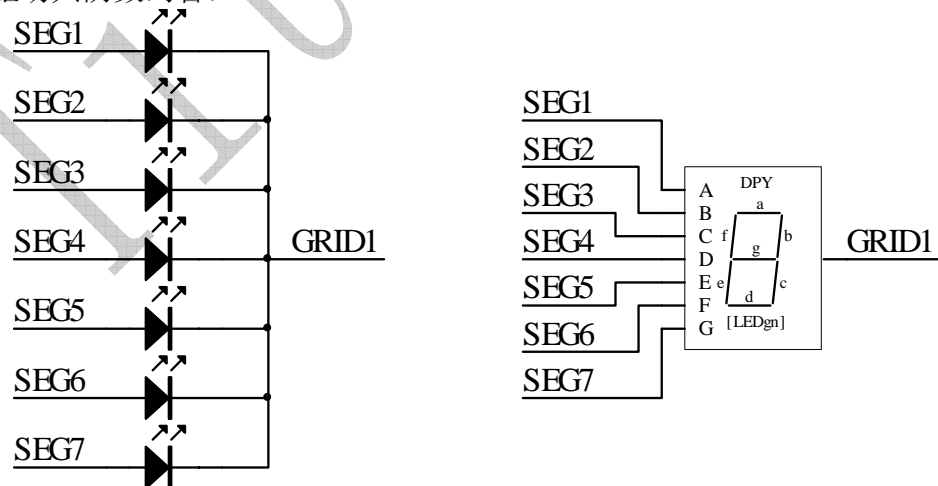 SEG1
SEG2
SEG3
SEG4
SEG5
SEG6
SEG7
GRID1
SEG1
SEG2
SEG3
SEG4
SEG5
SEG6
SEG7
A
B
C
D
E
F
G
DPY
a
f
b
g
e
c
d
[LEDgn]
GRID1